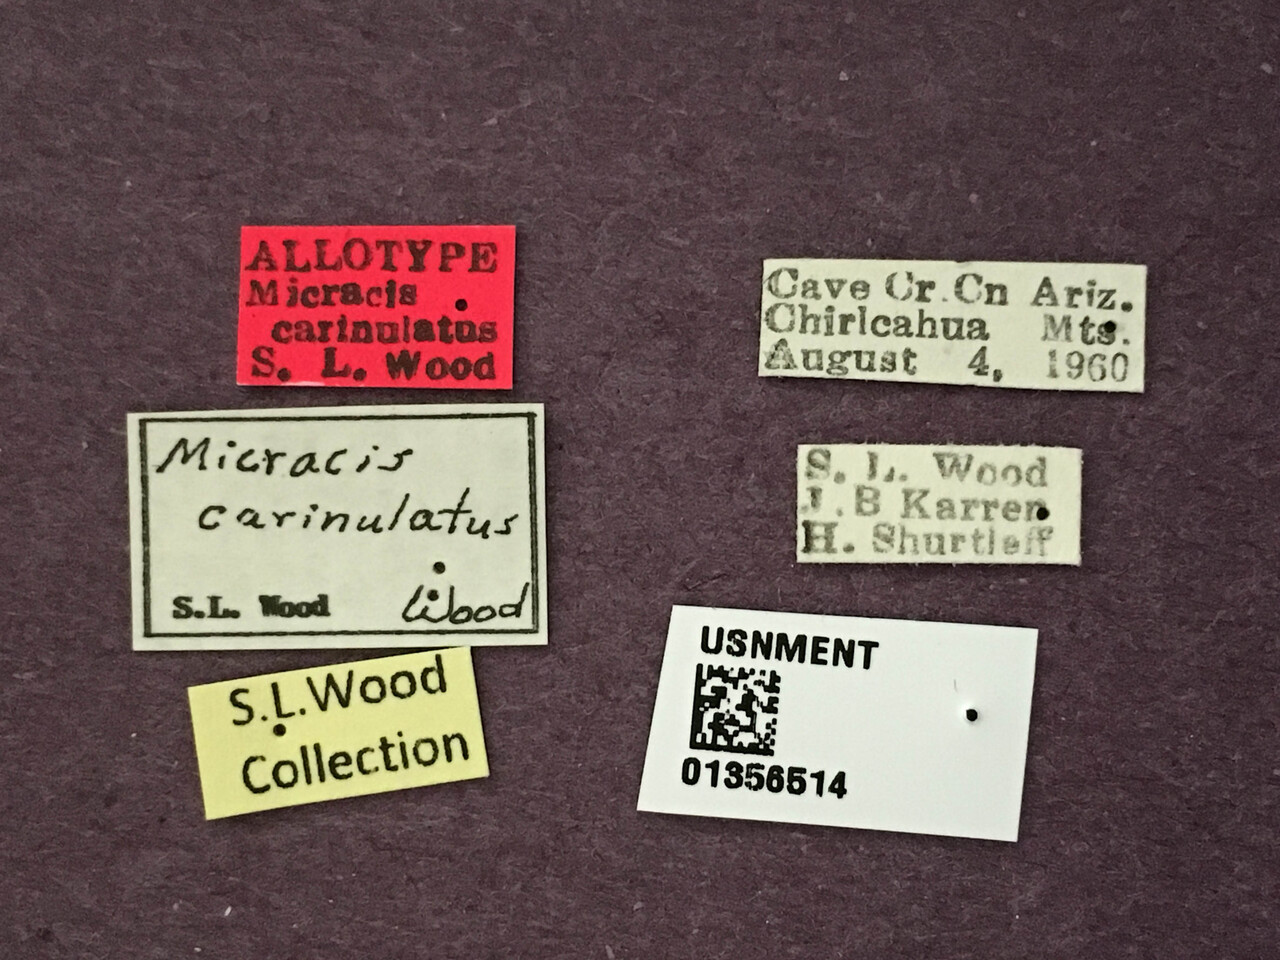 ALLOTYPE
Micracis
carinulatus
S. L. Wood
Micracis
carinulatus
S.L. Wood Wood
S.L.Wood
Collection
Cave Cr.Cn Ariz.
Chiricahua Mts.
August 4, 1960
S. L. Wood
J.B Karren
H. Shurtleff
USNMENT
01356514